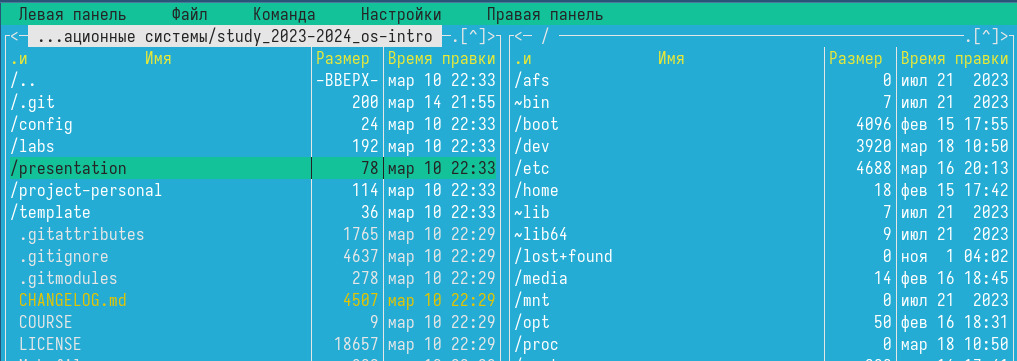 Левая панель Файл Команда Настройки Правая панель
<─ ...ационные системы/study_2023-2024_os-intro ─.[^]>
.и Имя Размер Время правки
/.. -ВВЕРХ- мар 10 22:33
/.git 200 мар 14 21:55
/config 24 мар 10 22:33
/labs 192 мар 10 22:33
/presentation 78 мар 10 22:33
/project-personal 114 мар 10 22:33
/template 36 мар 10 22:33
.gitattributes 1765 мар 10 22:29
.gitignore 4637 мар 10 22:29
.gitmodules 278 мар 10 22:29
CHANGELOG.md 4507 мар 10 22:29
COURSE 9 мар 10 22:29
LICENSE 18657 мар 10 22:29
<─ / ─.[^]>
.и Имя Размер Время правки
/afs 0 июл 21 2023
~bin 7 июл 21 2023
/boot 4096 фев 15 17:55
/dev 3920 мар 18 10:50
/etc 4688 мар 16 20:13
/home 18 фев 15 17:42
~lib 7 июл 21 2023
~lib64 9 июл 21 2023
/lost+found 0 ноя 1 04:02
/media 14 фев 16 18:45
/mnt 0 июл 21 2023
/opt 50 фев 16 18:31
/proc 0 мар 18 10:50